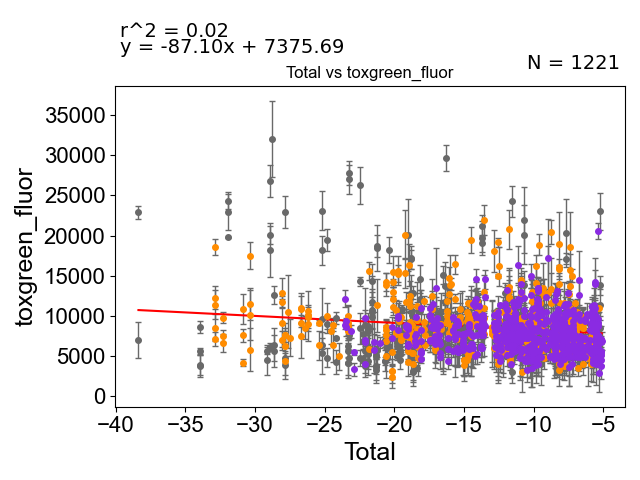 r^2 = 0.02
y = -87.10x + 7375.69
N = 1221
Total vs toxgreen_fluor
35000
30000
25000
20000
15000
10000
5000
0
toxgreen_fluor
−40 −35 −30 −25 −20 −15 −10 −5
Total